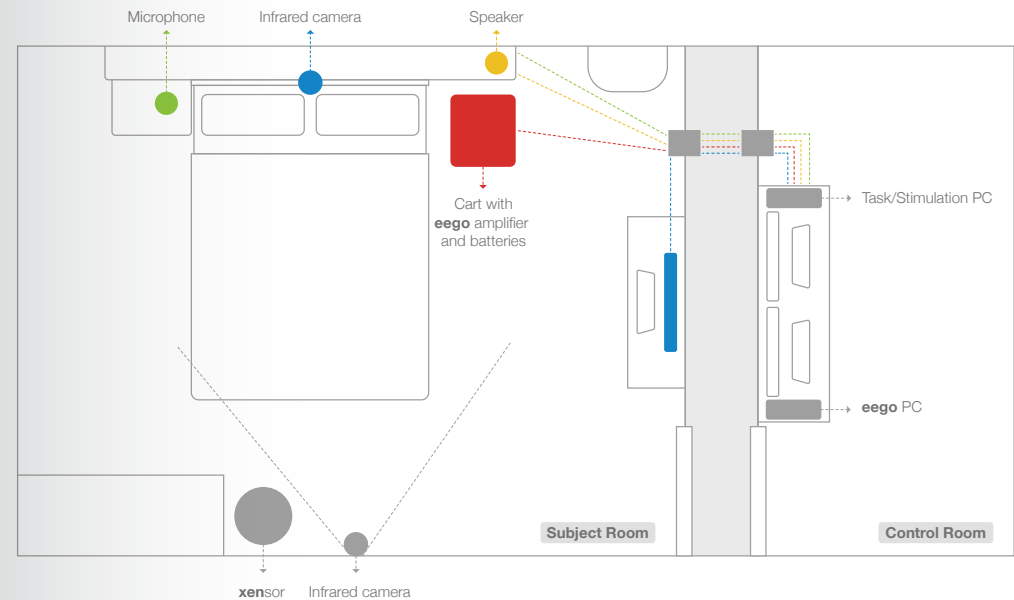 Microphone
Infrared camera
Speaker
Cart with
eego amplifier
and batteries
Task/Stimulation PC
eego PC
Subject Room
Control Room
xensor
Infrared camera